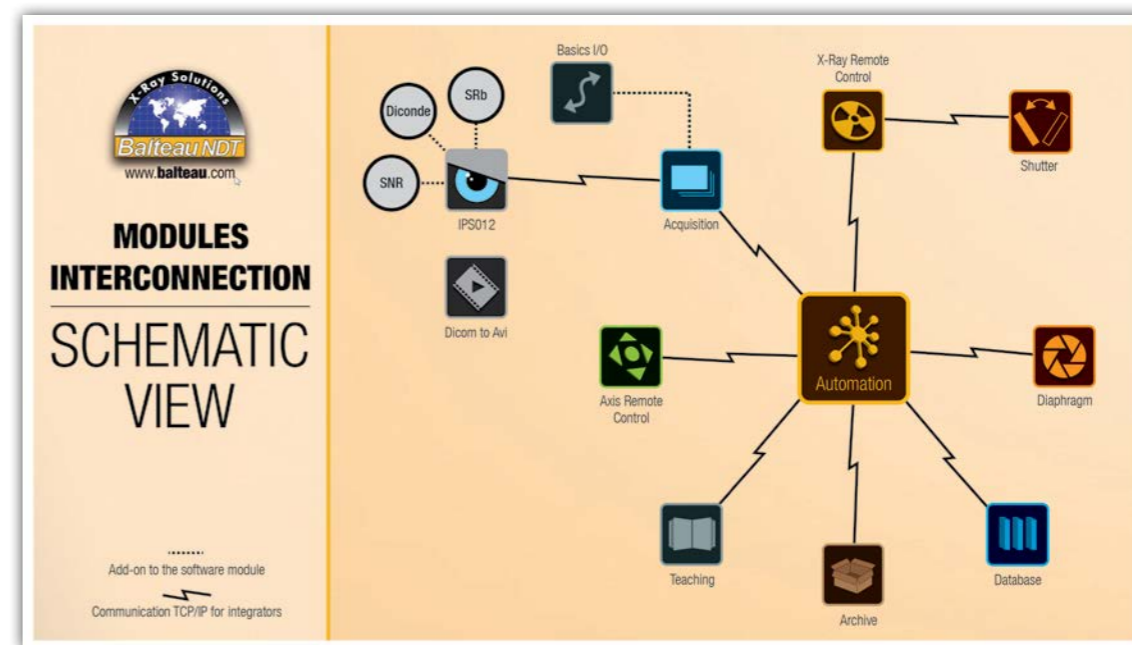 X-Ray Solutions
Balteau NDT
www.balteau.com
MODULES
INTERCONNECTION
SCHEMATIC
VIEW
Add-on to the software module
Communication TCP/IP for integrators
Basics I/O
SRb
Diconde
SNR
IPS012
Dicom to Avi
Acquisition
X-Ray Remote
Control
Shutter
Automation
Axis Remote
Control
Diaphragm
Teaching
Archive
Database